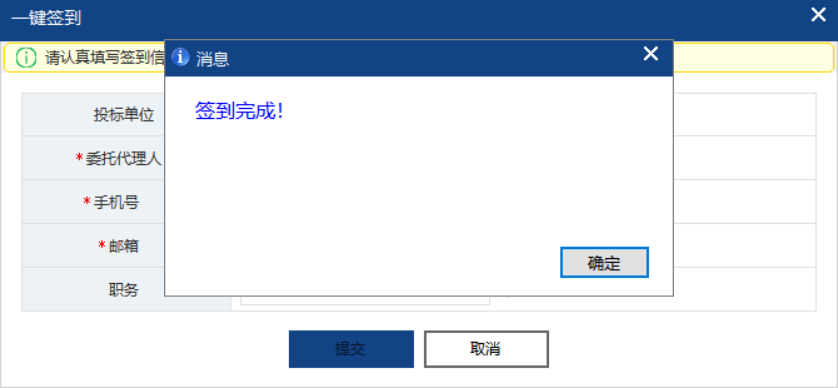 一键签到
请认真填写签到信
消息
签到完成！
投标单位
*委托代理人
*手机号
*邮箱
职务
确定
提交
取消